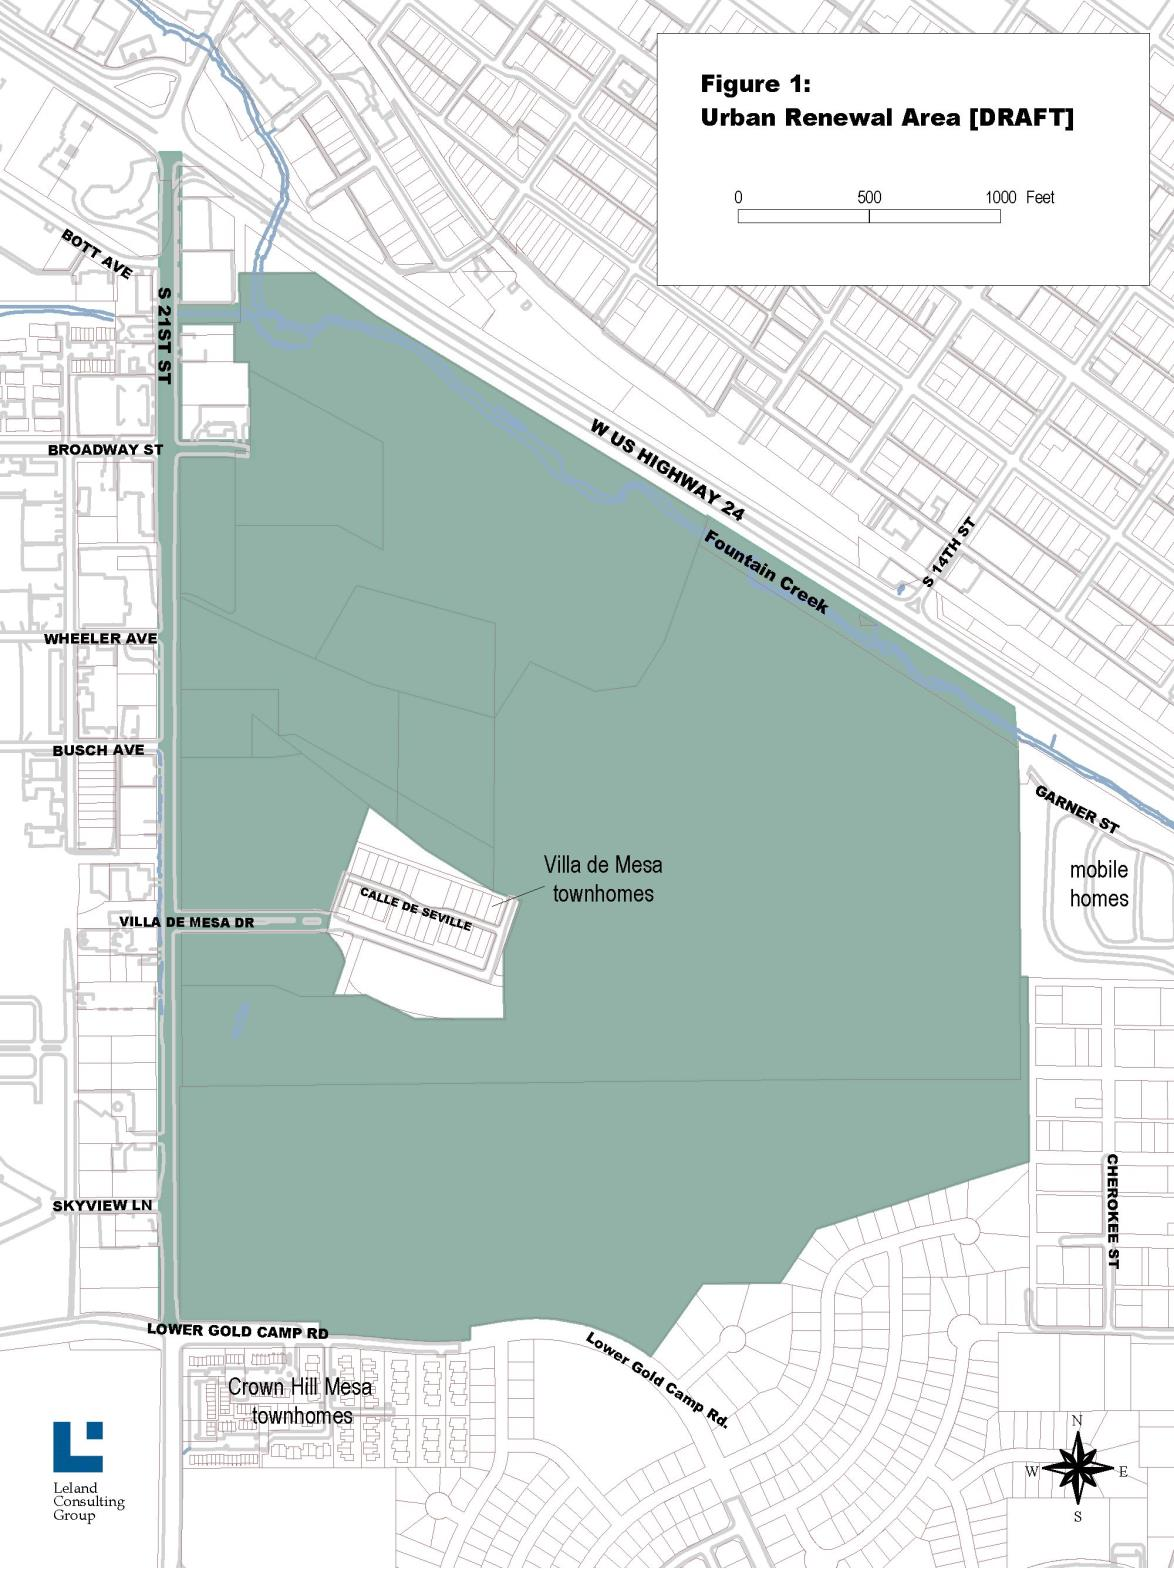 Figure 1:
Urban Renewal Area [DRAFT]
0 500 1000 Feet
BOTT AVE
S 21ST ST
W US HIGHWAY 24
BROADWAY ST
S 14TH ST
Fountain Creek
WHEELER AVE
BUSCH AVE
GARNER ST
Villa de Mesa
townhomes
mobile
homes
CALLE DE SEVILLE
VILLA DE MESA DR
CHEROKEE ST
SKYVIEW LN
LOWER GOLD CAMP RD
Lower Gold Camp Rd.
Crown Hill Mesa
townhomes
N
W E
S
Leland
Consulting
Group